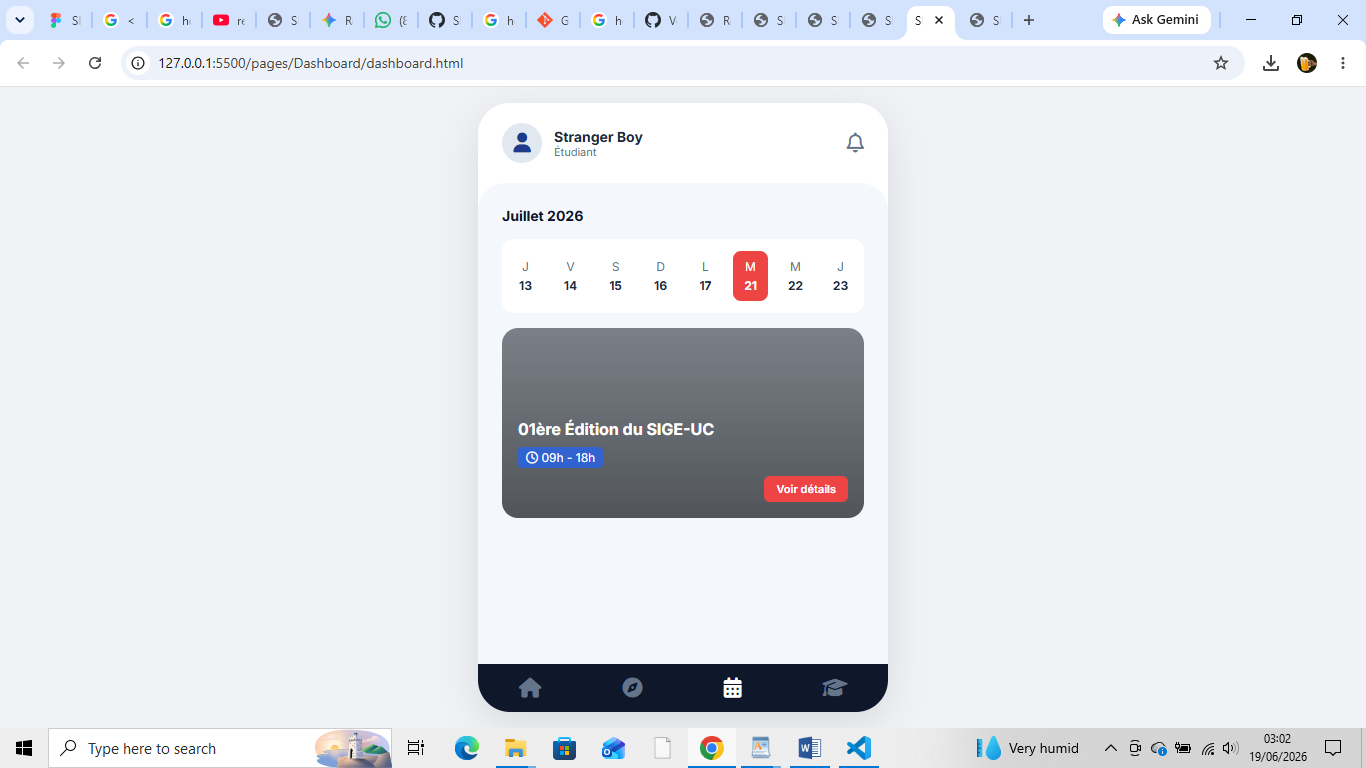 Ask Gemini
127.0.0.1:5500/pages/Dashboard/dashboard.html
Stranger Boy
Étudiant
Juillet 2026
J V S D L M M J
13 14 15 16 17 21 22 23
01ère Édition du SIGE-UC
09h - 18h
Voir détails
Type here to search
Very humid
03:02
19/06/2026